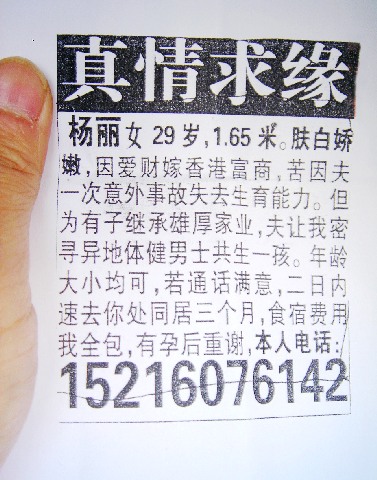 真情求缘
杨丽女29岁,1.65米。肤白娇
嫩,因爱财嫁香港富商,苦因夫
一次意外事故失去生育能力。但
为有子继承雄厚家业,夫让我密
寻异地体健男士共生一孩。年龄
大小均可,若通话满意,二日内
速去你处同居三个月,食宿费用
我全包,有孕后重谢,本人电话:
15216076142